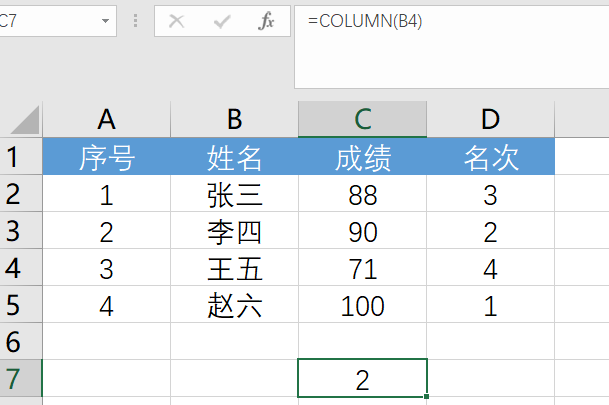 C7 fx =COLUMN(B4)
A B C D
1 序号 姓名 成绩 名次
2 1 张三 88 3
3 2 李四 90 2
4 3 王五 71 4
5 4 赵六 100 1
6
7 2